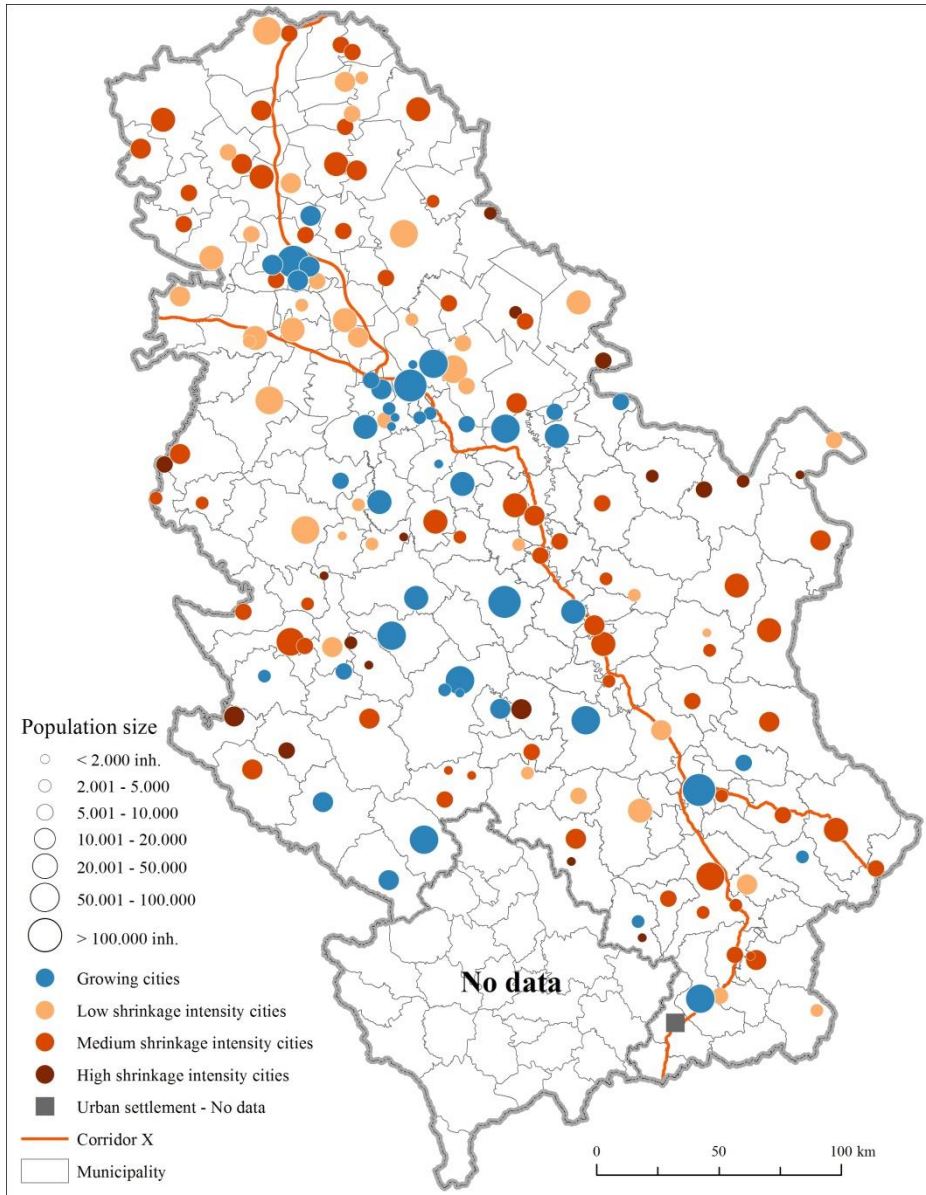 No data
Population size
< 2.000 inh.
2.001 - 5.000
5.001 - 10.000
10.001 - 20.000
20.001 - 50.000
50.001 - 100.000
> 100.000 inh.
Growing cities
Low shrinkage intensity cities
Medium shrinkage intensity cities
High shrinkage intensity cities
Urban settlement - No data
Corridor X
Municipality
0 50 100 km